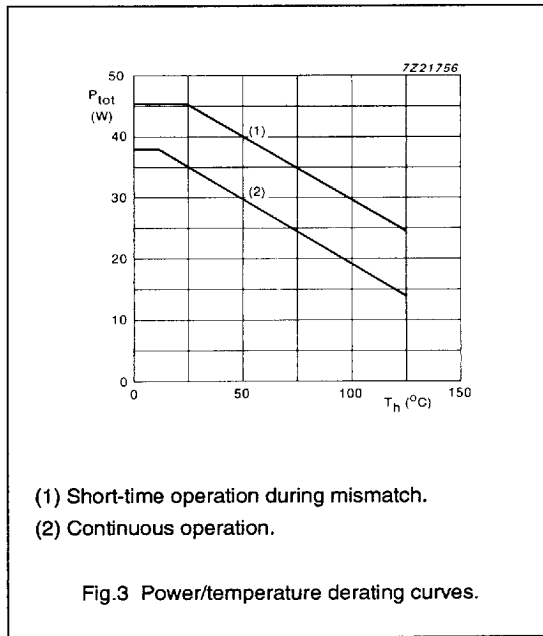 7Z21756
50
P_tot
(W)
40
30
20
10
0
(1)
(2)
0
50
100
150
T_h (°C)
(1) Short-time operation during mismatch.
(2) Continuous operation.
Fig.3 Power/temperature derating curves.